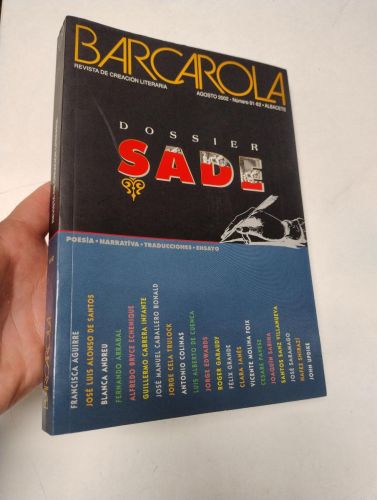 BARCAROLA
REVISTA DE CREACIÓN LITERARIA
AGOSTO 2002 - Número 61-62 • ALBACETE
DOSSIER
SADE
POESÍA • NARRATIVA • TRADUCCIONES • ENSAYO
FRANCISCA AGUIRRE
JOSÉ LUIS ALONSO DE SANTOS
BLANCA ANDREU
FERNANDO ARRABAL
ALFREDO BRYCE ECHENIQUE
GUILLERMO CABRERA INFANTE
JOSÉ MANUEL CABALLERO BONALD
JORGE CELA TRULOCK
ANTONIO COLINAS
LUIS ALBERTO DE CUENCA
JORGE EDWARDS
ROGER GARAUDY
FÉLIX GRANDE
CLARA JANÉS
VICENTE MOLINA FOIX
CESARE PAVESE
JOAQUÍN SABINA
SANTOS SANZ VILLANUEVA
JOSÉ SARAMAGO
HAFEZ SHIRAZI
JOHN UPDIKE
BARCAROLA